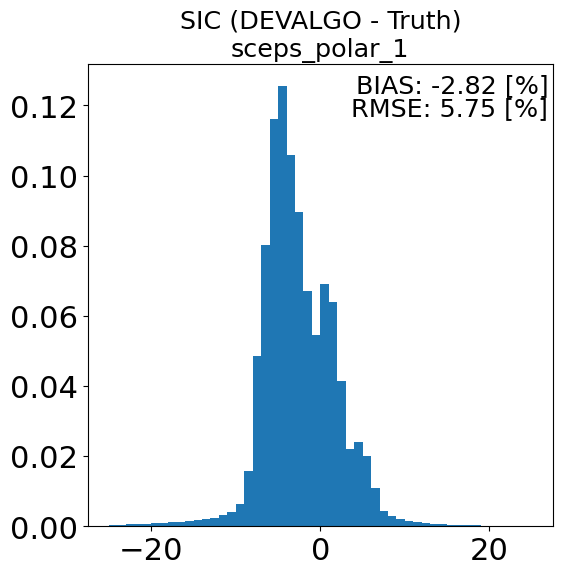 SIC (DEVALGO - Truth)
sceps_polar_1
BIAS: -2.82 [%]
RMSE: 5.75 [%]
0.12
0.10
0.08
0.06
0.04
0.02
0.00
−20
0
20